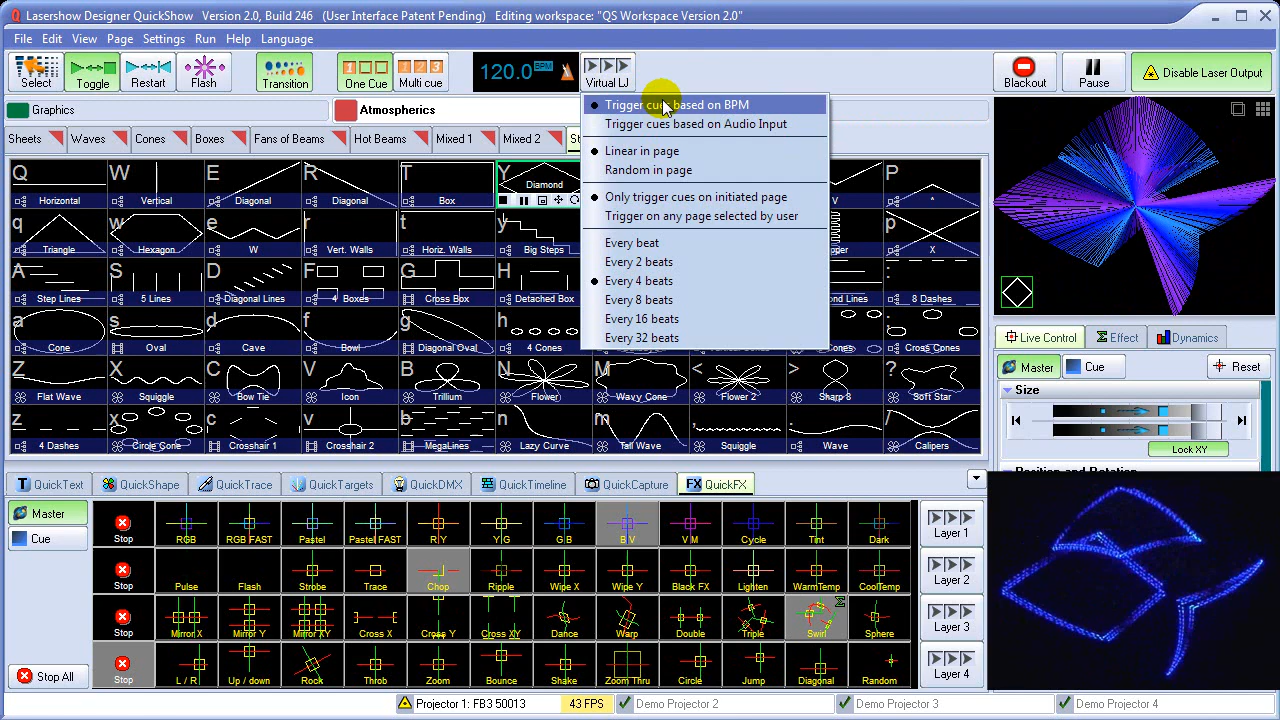 Lasershow Designer QuickShow Version 2.0, Build 246 (User Interface Patent Pending) Editing workspace: "QS Workspace Version 2.0"
File Edit View Page Settings Run Help Language
Select Toggle Restart Flash Transition One Cue Multi cue 120.0 BPM Virtual LJ Blackout Pause Disable Laser Output
Graphics Atmospherics
Sheets Waves Cones Boxes Fans of Beams Hot Beams Mixed 1 Mixed 2
Trigger cues based on BPM
Trigger cues based on Audio Input
Linear in page
Random in page
Only trigger cues on initiated page
Trigger on any page selected by user
Every beat
Every 2 beats
Every 4 beats
Every 8 beats
Every 16 beats
Every 32 beats
Q W E R T Y
Diamond
Horizontal Vertical Diagonal Diagonal Box V *
q w e r t y p
Triangle Hexagon W Vert. Walls Horiz. Walls Big Steps X
A S D F G H :
Step Lines 5 Lines Diagonal Lines 4 Boxes Cross Box Detached Box 8 Dashes
a s d f g h ;
Cone Oval Cave Bowl Diagonal O 4 Cones Cross Cones
Z X C V B N M < > ?
Flat Wave Squiggle Bow Tie Icon Trillium Flower Wavy Cone Flower 2 Sharp 8 Soft Star
z x c v b n m , . /
4 Dashes Circle Cone Crosshair 1 Crosshair 2 MegaLines Lazy Curve Tall Wave Squiggle Wave Calipers
Live Control Effect Dynamics
Master Cue Reset
Size
Lock XY
Position and Rotation
QuickText QuickShape QuickTrace QuickTargets QuickDMX QuickTimeline QuickCapture FX QuickFX
Master
Cue
Stop RGB RGB FAST Pastel Pastel FAST R Y Y G G B B V V M Cycle Tint Dark Layer 1
Stop Pulse Flash Strobe Trace Chop Ripple Wipe X Wipe Y Black FX Lighten WarmTemp CoolTemp Layer 2
Stop Mirror X Mirror Y Mirror XY Cross X Cross Y Cross XY Dance Warp Double Triple Swirl Sphere Layer 3
Stop L / R Up / down Rock Throb Zoom Bounce Shake Zoom Thru Circle Jump Diagonal Random Layer 4
Stop All
Projector 1: FB3 50013 43 FPS Demo Projector 2 Demo Projector 3 Demo Projector 4